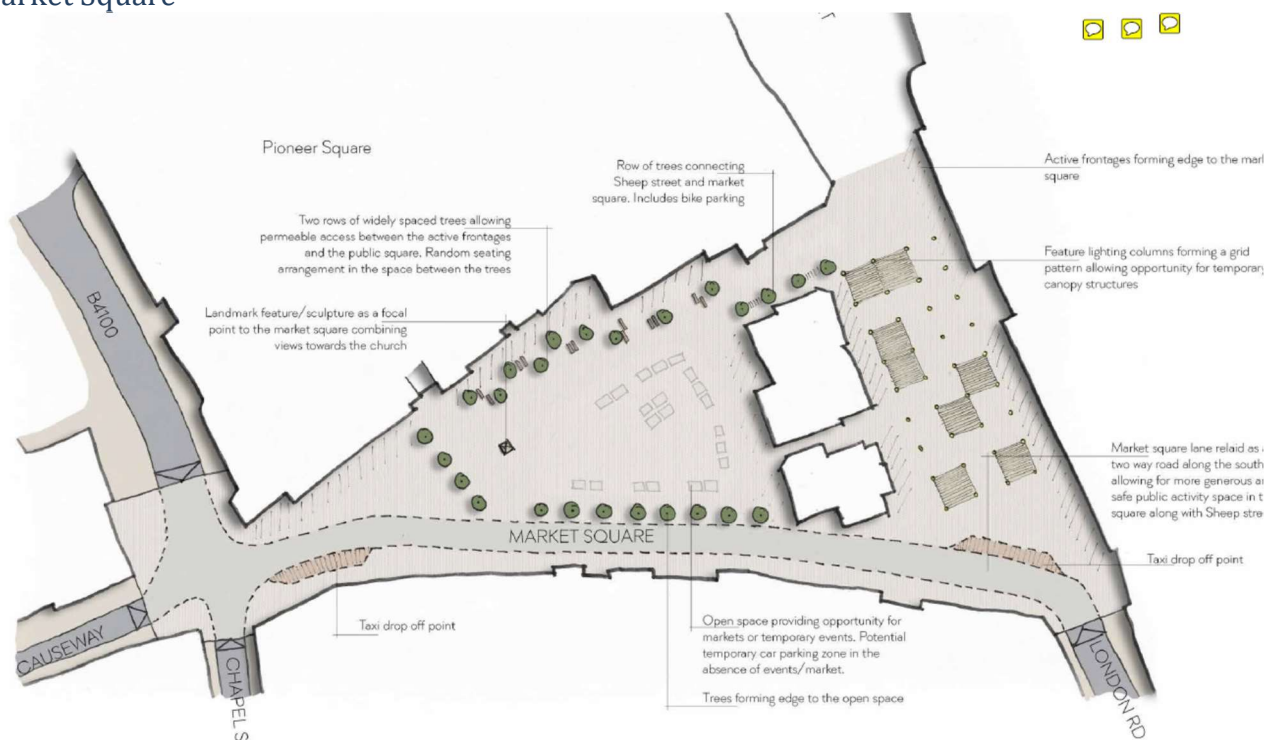 arket Square
Pioneer Square
Row of trees connecting
Sheep street and market
square. Includes bike parking
Active frontages forming edge to the mar
square
Two rows of widely spaced trees allowing
permeable access between the active frontages
and the public square. Random seating
arrangement in the space between the trees
Feature lighting columns forming a grid
pattern allowing opportunity for temporary
canopy structures
Landmark feature/sculpture as a focal
point to the market square combining
views towards the church
B4100
Market square lane relaid as a
two way road along the south
allowing for more generous an
safe public activity space in t
square along with Sheep stre
MARKET SQUARE
Taxi drop off point
Taxi drop off point
Open space providing opportunity for
markets or temporary events. Potential
temporary car parking zone in the
absence of events/market.
Trees forming edge to the open space
CAUSEWAY
CHAPEL S
LONDON RD